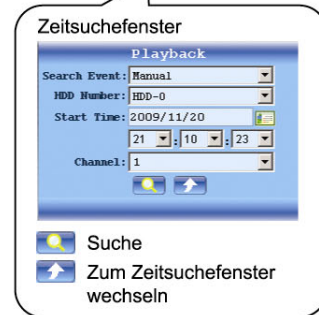 Zeitsuchefenster
Playback
Search Event: Manual
HDD Number: HDD-0
Start Time: 2009/11/20
21 : 10 : 23
Channel: 1
Suche
Zum Zeitsuchefenster
wechseln